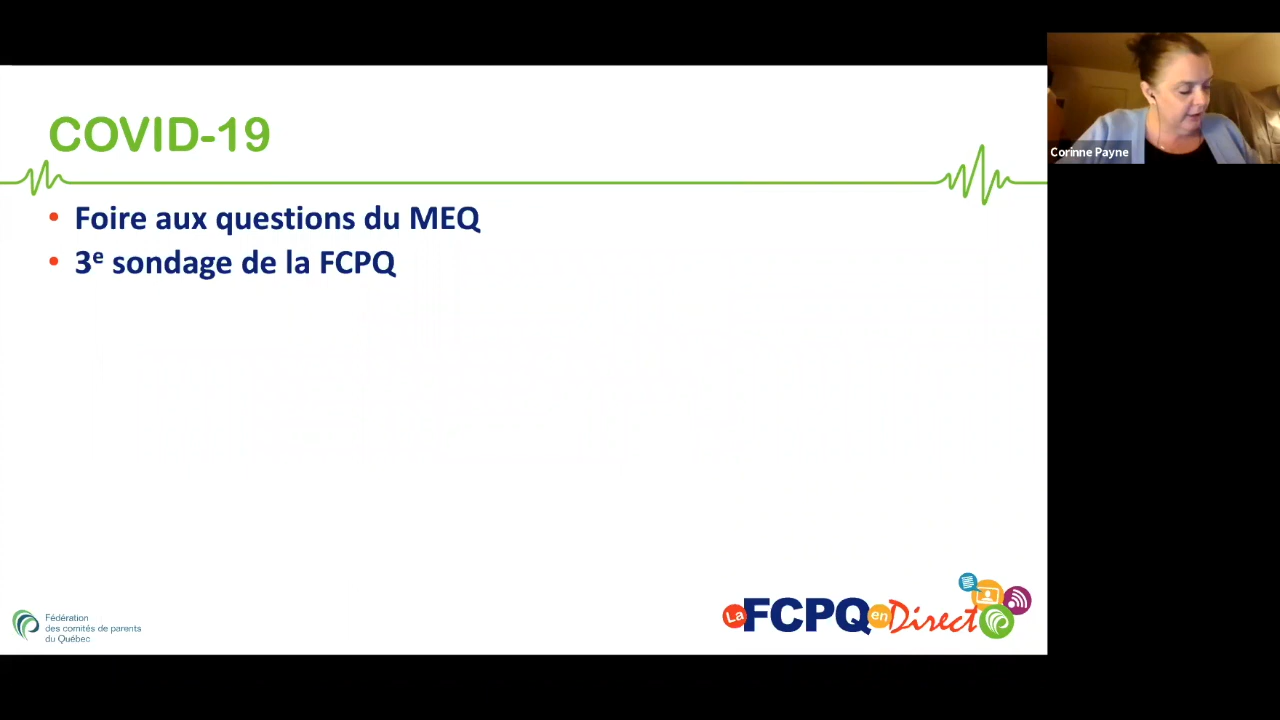 COVID-19
Corinne Payne
• Foire aux questions du MEQ
• 3e sondage de la FCPQ
Fédération
des comités de parents
du Québec
La FCPQ en Direct